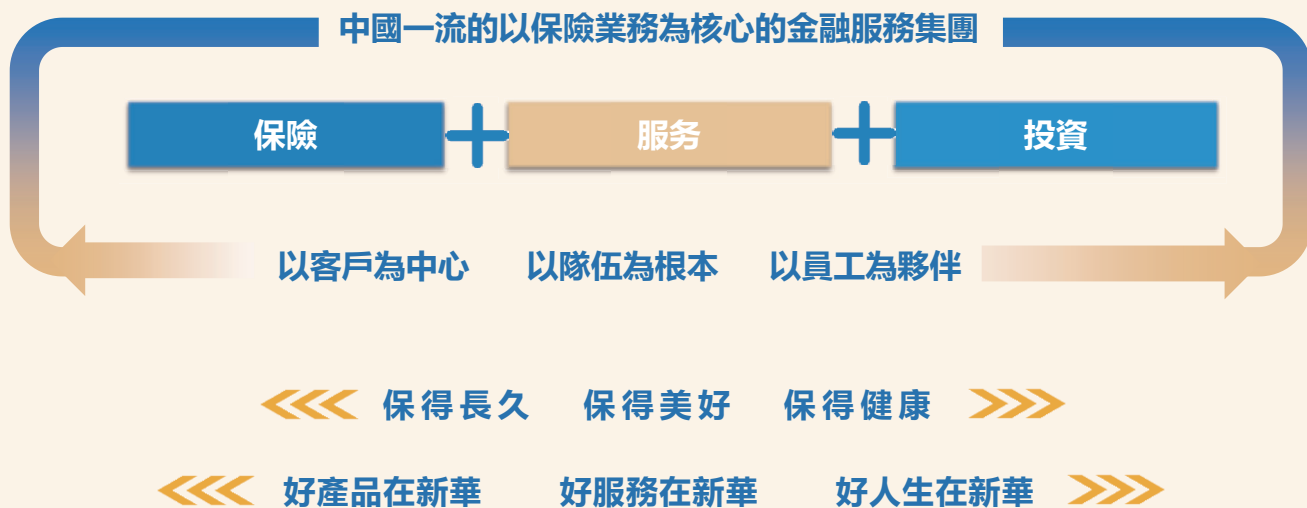 中國一流的以保險業務為核心的金融服務集團
保險 + 服务 + 投資
以客戶為中心 以隊伍為根本 以員工為夥伴
保得長久 保得美好 保得健康
好產品在新華 好服務在新華 好人生在新華